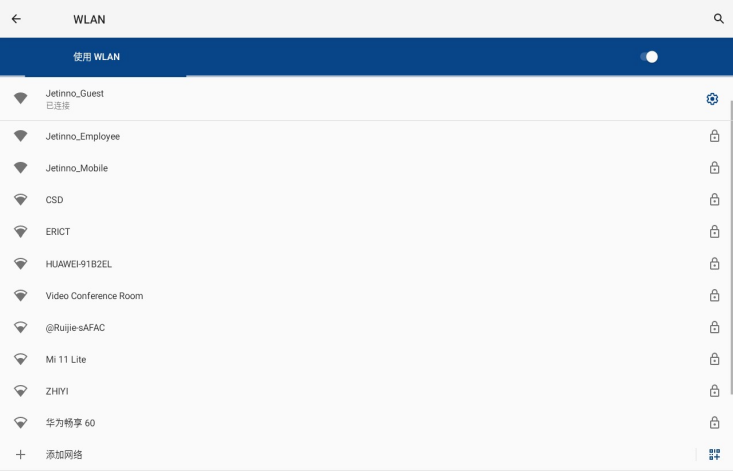 WLAN
使用 WLAN
Jetinno_Guest
已连接
Jetinno_Employee
Jetinno_Mobile
CSD
ERICT
HUAWEI-91B2EL
Video Conference Room
@Ruijie-sAFAC
Mi 11 Lite
ZHIYI
华为畅享 60
添加网络